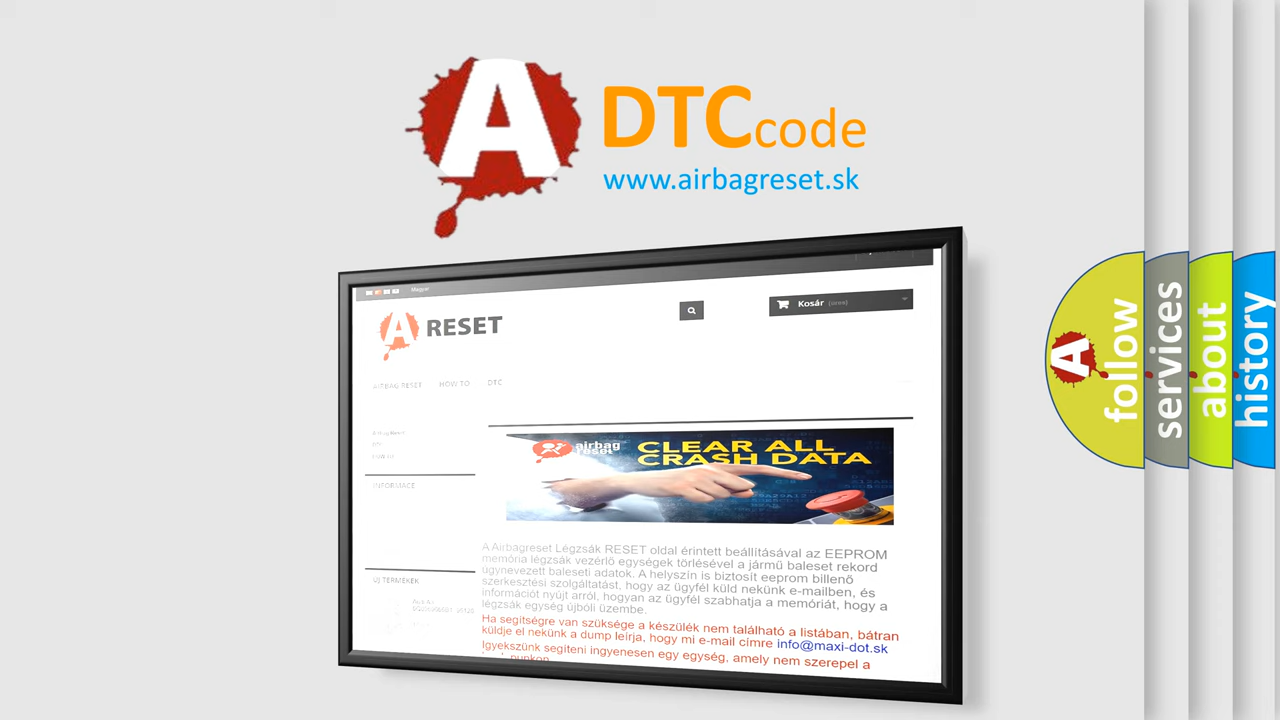 A
DTCcode
www.airbagreset.sk
Magyar
A RESET
Kosár (üres)
AIRBAG RESET HOW TO DTC
INFORMACE
airbag
reset
CLEAR ALL
CRASH DATA
A Airbagreset Légzsák RESET oldal érintett beállításával az EEPROM
memória légzsák vezérlő egységek törlésével a jármű baleset rekord
úgynevezett baleseti adatok. A helyszín is biztosít eeprom billenő
szerkesztési szolgáltatást, hogy az ügyfél küld nekünk e-mailben, és
információt nyújt arról, hogyan az ügyfél szabhatja a memóriát, hogy a
légzsák egység újbóli üzembe.
Ha segítségre van szüksége a készülék nem található a listában, bátran
küldje el nekünk a dump leírja, hogy mi e-mail címre info@maxi-dot.sk
Igyekszünk segíteni ingyenesen egy egység, amely nem szerepel a
ÚJ TERMÉKEK
A
follow
services
about
history